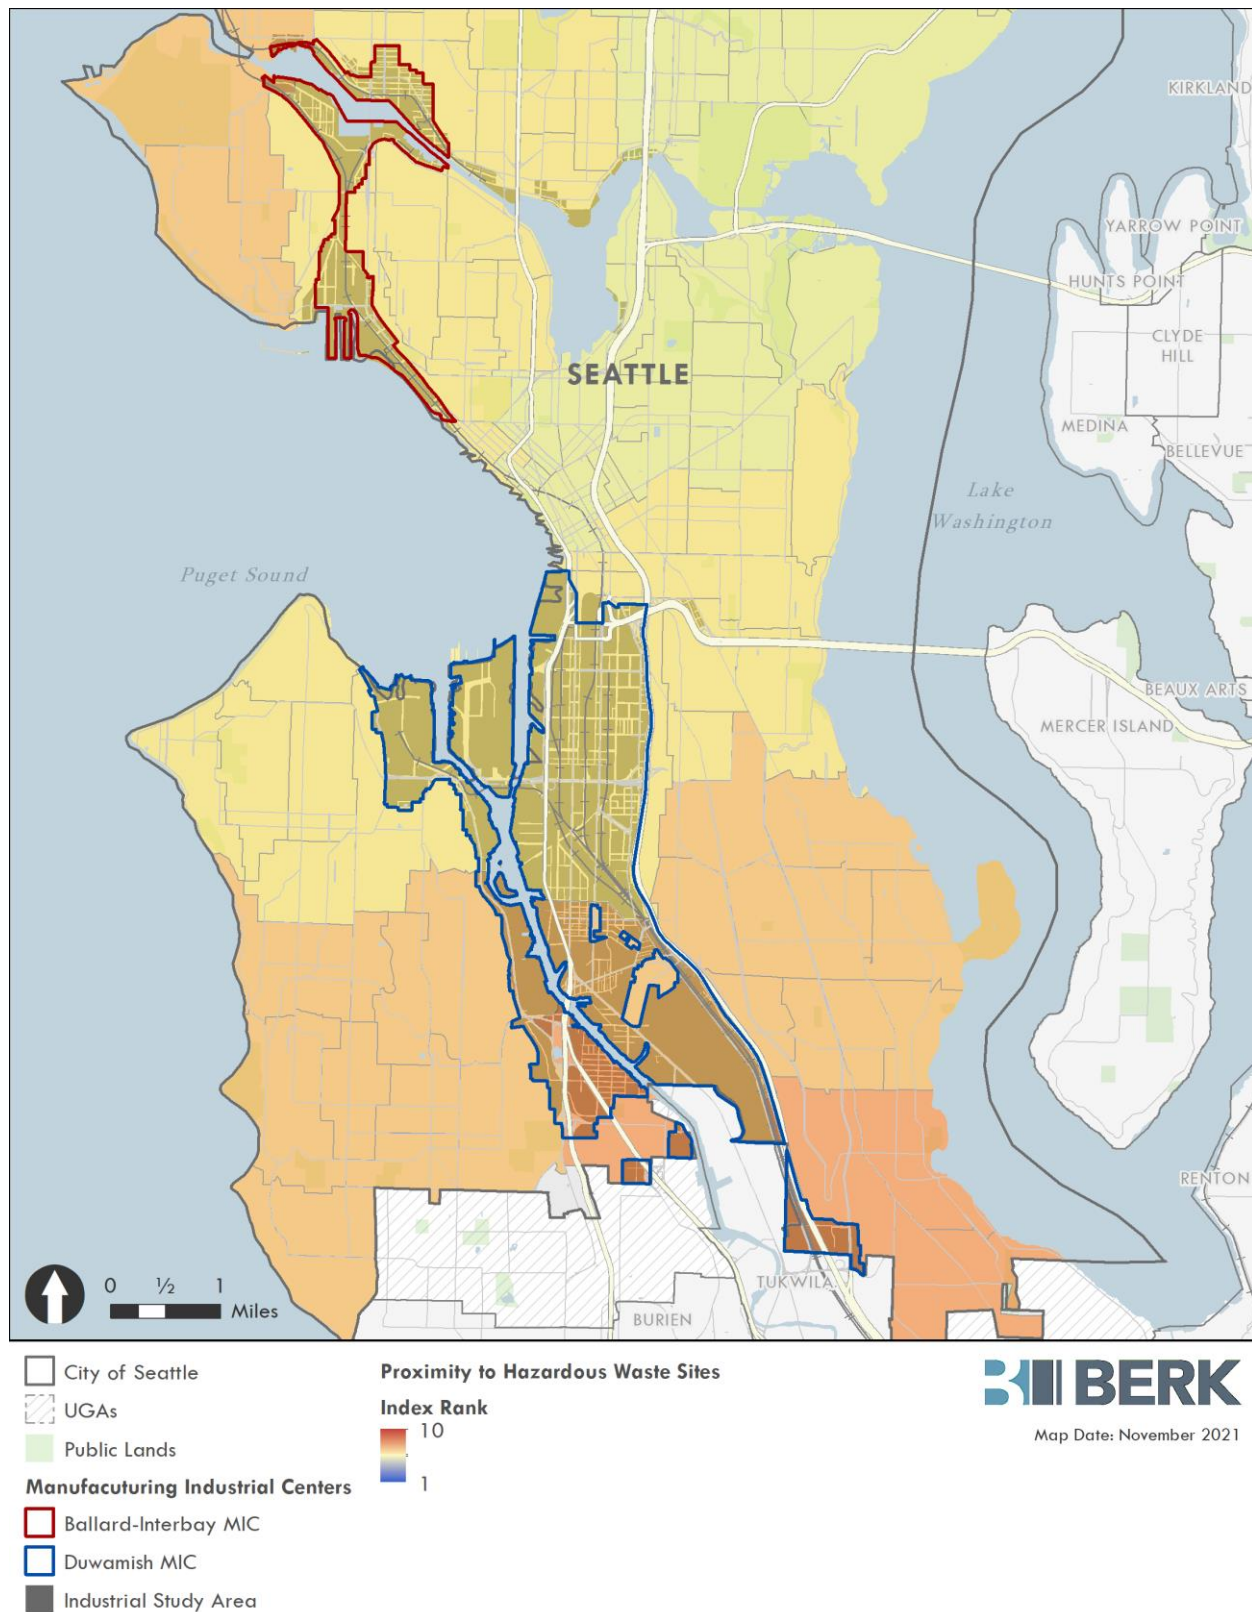 KIRKLAND
YARROW POINT
HUNTS POINT
CLYDE
HILL
SEATTLE
MEDINA
BELLEVUE
Lake
Washington
Puget Sound
BEAUX ARTS
MERCER ISLAND
RENTON
TUKWILA
BURIEN
0 ½ 1
Miles
City of Seattle
UGAs
Public Lands
Manufacuturing Industrial Centers
Ballard-Interbay MIC
Duwamish MIC
Industrial Study Area
Proximity to Hazardous Waste Sites
Index Rank
10
1
BERK
Map Date: November 2021